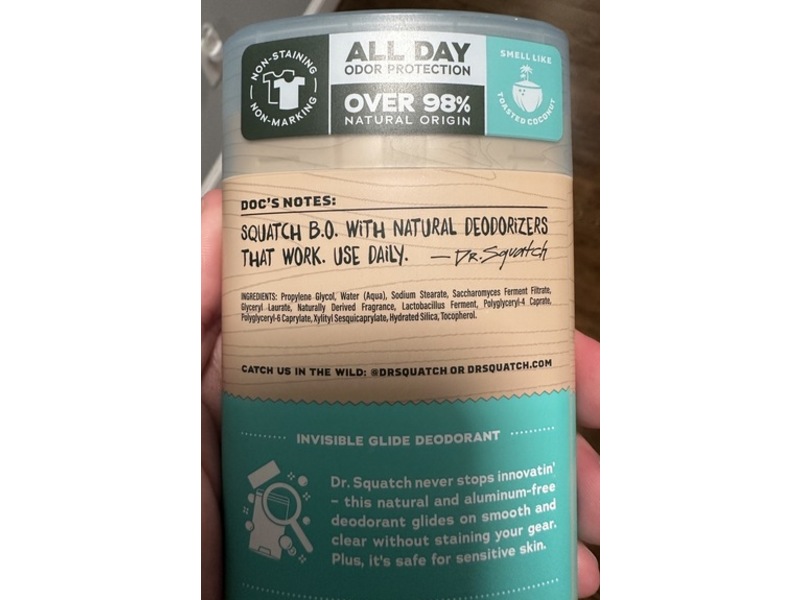 NON-STAINING
NON-MARKING
ALL DAY
ODOR PROTECTION
OVER 98%
NATURAL ORIGIN
SMELL LIKE
TOASTED COCONUT
DOC'S NOTES:
SQUATCH B.O. WITH NATURAL DEODORIZERS
THAT WORK. USE DAILY. — Dr. Squatch
INGREDIENTS: Propylene Glycol, Water (Aqua), Sodium Stearate, Saccharomyces Ferment Filtrate,
Glyceryl Laurate, Naturally Derived Fragrance, Lactobacillus Ferment, Polyglyceryl-4 Caprate,
Polyglyceryl-6 Caprylate, Xylityl Sesquicaprylate, Hydrated Silica, Tocopherol.
CATCH US IN THE WILD: @DRSQUATCH OR DRSQUATCH.COM
INVISIBLE GLIDE DEODORANT
Dr. Squatch never stops innovatin'
– this natural and aluminum-free
deodorant glides on smooth and
clear without staining your gear.
Plus, it's safe for sensitive skin.